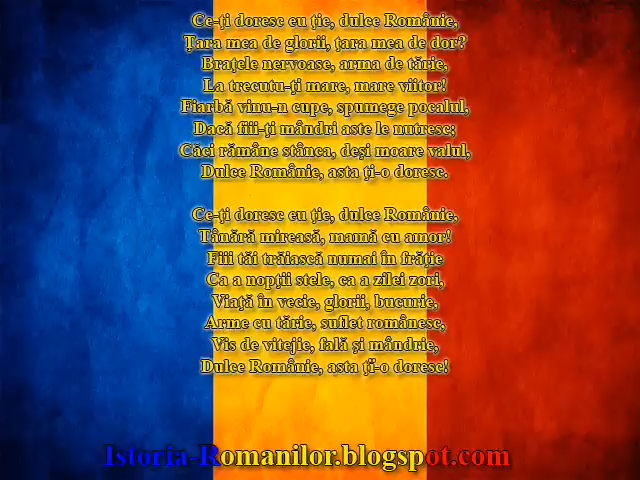 Ce-ți doresc eu ție, dulce Românie,
Țara mea de glorii, țara mea de dor?
Brațele nervoase, arma de tărie,
La trecutu-ți mare, mare viitor!
Fiarbă vinu-n cupe, spumege pocalul,
Dacă fiii-ți mândri aste le nutresc;
Căci rămâne stânca, deși moare valul,
Dulce Românie, asta ți-o doresc.
Ce-ți doresc eu ție, dulce Românie,
Tânără mireasă, mamă cu amor!
Fiii tăi trăiască numai în frăție
Ca a nopții stele, ca a zilei zori,
Viață în vecie, glorii, bucurie,
Arme cu tărie, suflet românesc,
Vis de vitejie, fală și mândrie,
Dulce Românie, asta țï-o doresc!
Istoria-Romanilor.blogspot.com